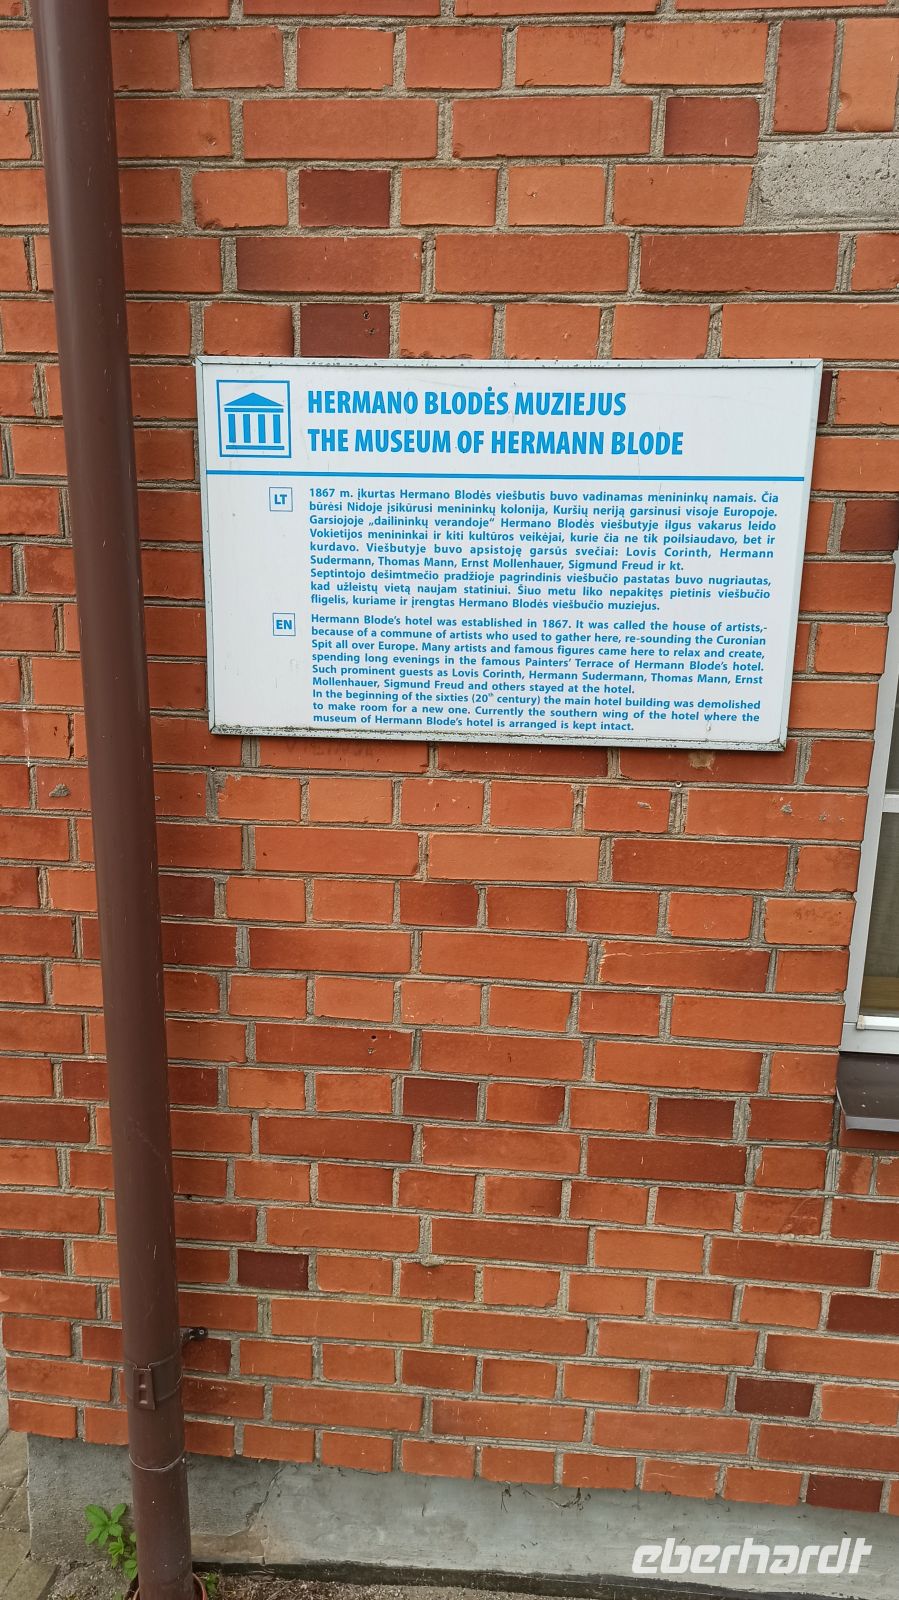 HERMANO BLODĖS MUZIEJUS
THE MUSEUM OF HERMANN BLODE
LT
1867 m. įkurtas Hermano Blodės viešbutis buvo vadinamas menininkų namais. Čia
būrėsi Nidoje įsikūrusi menininkų kolonija, Kuršių neriją garsinusi visoje Europoje.
Garsiojoje „dailininkų verandoje“ Hermano Blodės viešbutyje ilgus vakarus leido
Vokietijos menininkai ir kiti kultūros veikėjai, kurie čia ne tik poilsiaudavo, bet ir
kurdavo. Viešbutyje buvo apsistoję garsūs svečiai: Lovis Corinth, Hermann
Sudermann, Thomas Mann, Ernst Mollenhauer, Sigmund Freud ir kt.
Septintojo dešimtmečio pradžioje pagrindinis viešbučio pastatas buvo nugriautas,
kad užleistų vietą naujam statiniui. Šiuo metu liko nepakitęs pietinis viešbučio
fligelis, kuriame ir įrengtas Hermano Blodės viešbučio muziejus.
EN
Hermann Blode's hotel was established in 1867. It was called the house of artists,-
because of a commune of artists who used to gather here, re-sounding the Curonian
Spit all over Europe. Many artists and famous figures came here to relax and create,
spending long evenings in the famous Painters' Terrace of Hermann Blode's hotel.
Such prominent guests as Lovis Corinth, Hermann Sudermann, Thomas Mann, Ernst
Mollenhauer, Sigmund Freud and others stayed at the hotel.
In the beginning of the sixties (20th century) the main hotel building was demolished
to make room for a new one. Currently the southern wing of the hotel where the
museum of Hermann Blode's hotel is arranged is kept intact.
eberhardt